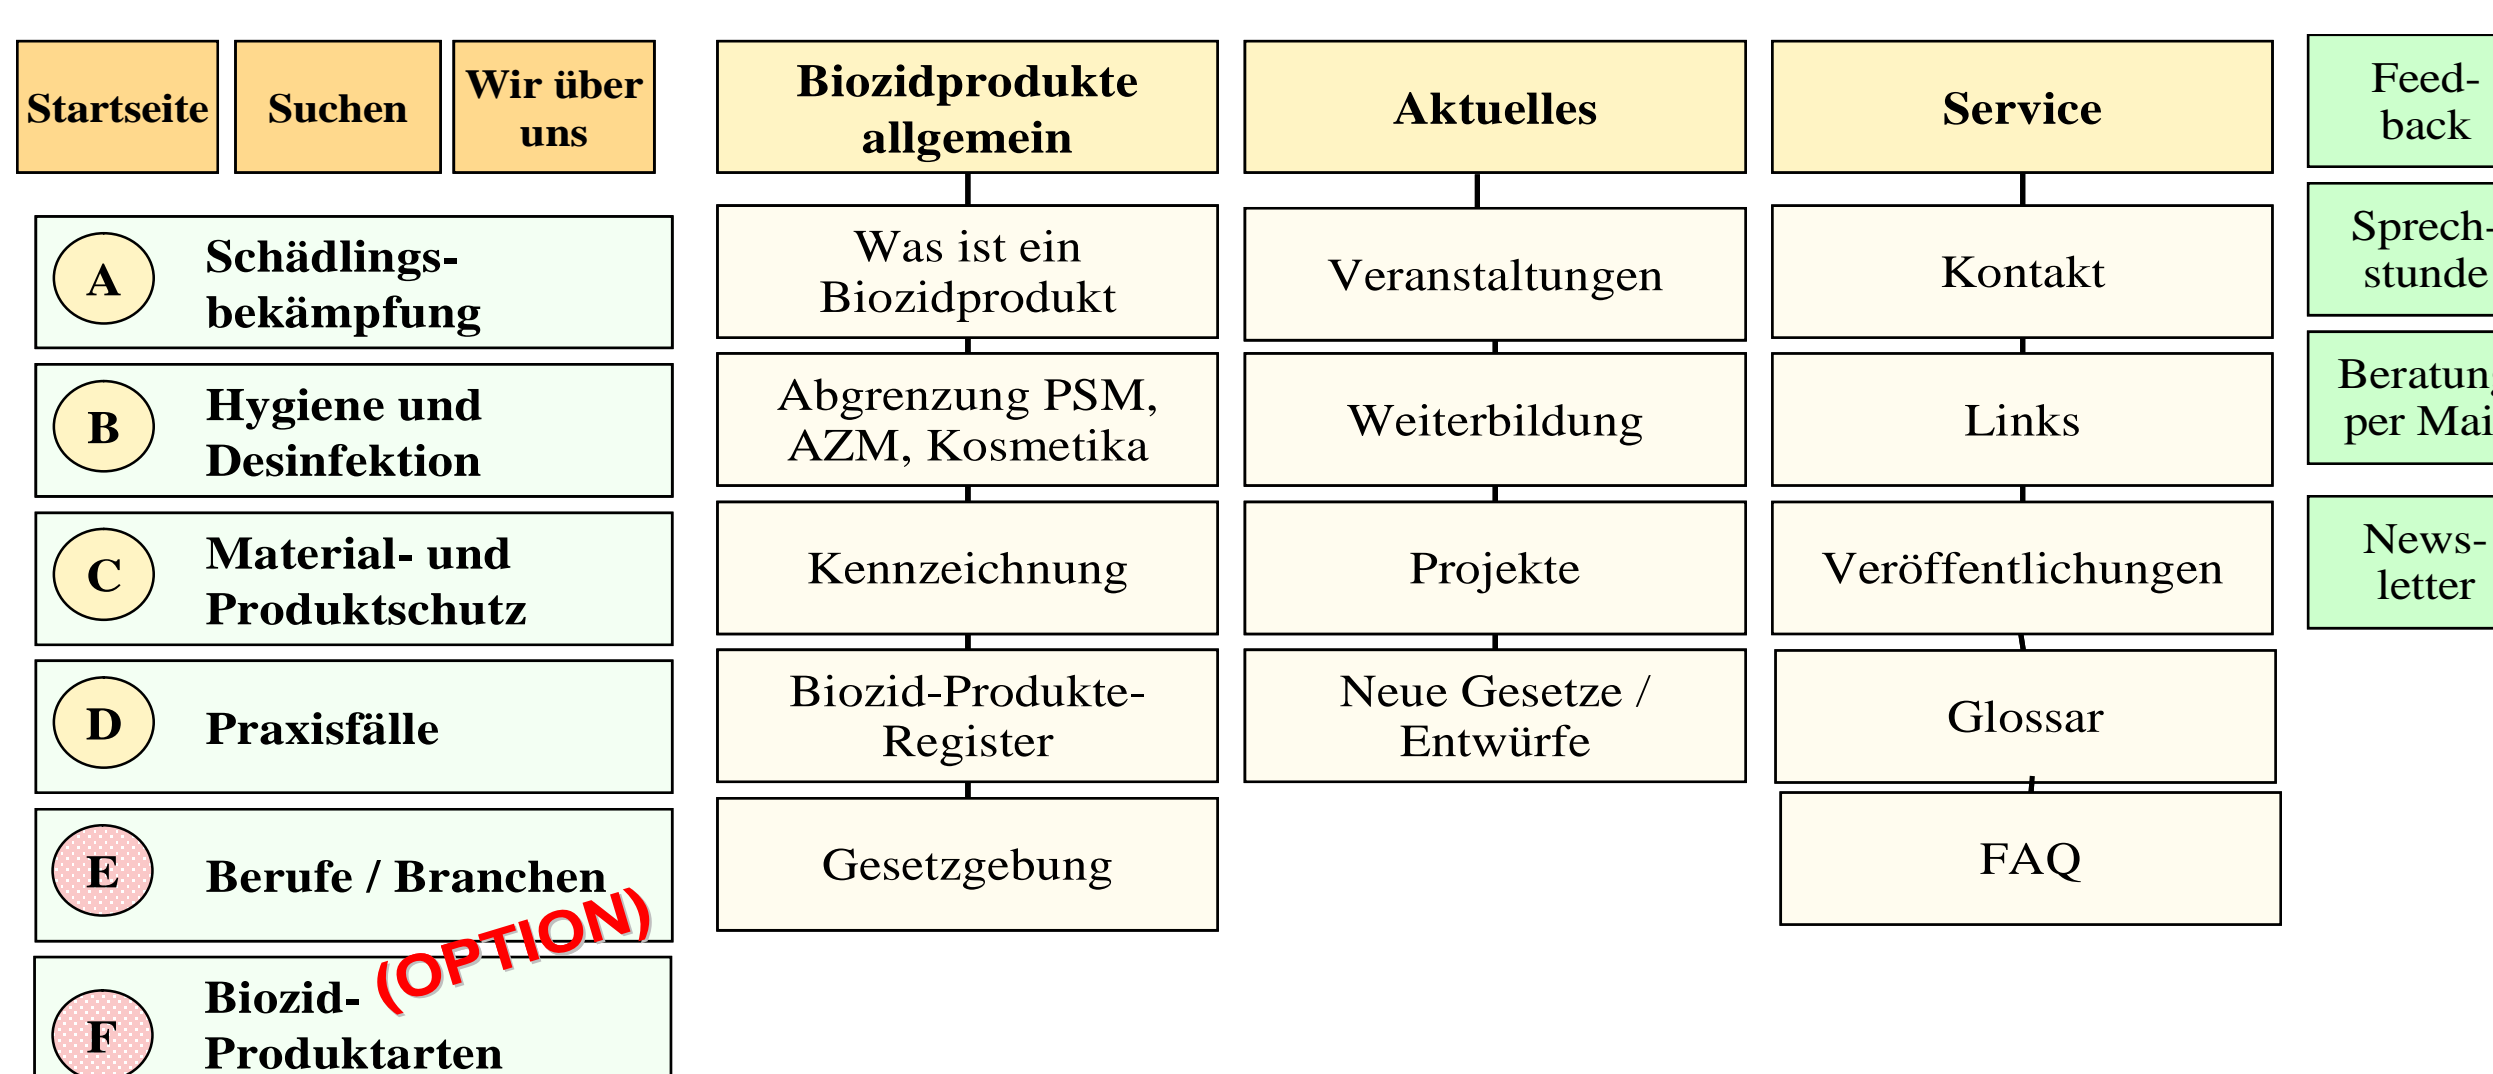 Startseite
Suchen
Wir über
uns
Biozidprodukte
allgemein
Aktuelles
Service
Feed-
back
A
Schädlings-
bekämpfung
B
Hygiene und
Desinfektion
C
Material- und
Produktschutz
D
Praxisfälle
E
Berufe / Branchen
(OPTION)
F
Biozid-
Produktarten
Was ist ein
Biozidprodukt
Abgrenzung PSM,
AZM, Kosmetika
Kennzeichnung
Biozid-Produkte-
Register
Gesetzgebung
Veranstaltungen
Weiterbildung
Projekte
Neue Gesetze /
Entwürfe
Kontakt
Links
Veröffentlichungen
Glossar
FAQ
Sprech-
stunde
Beratung
per Mail
News-
letter